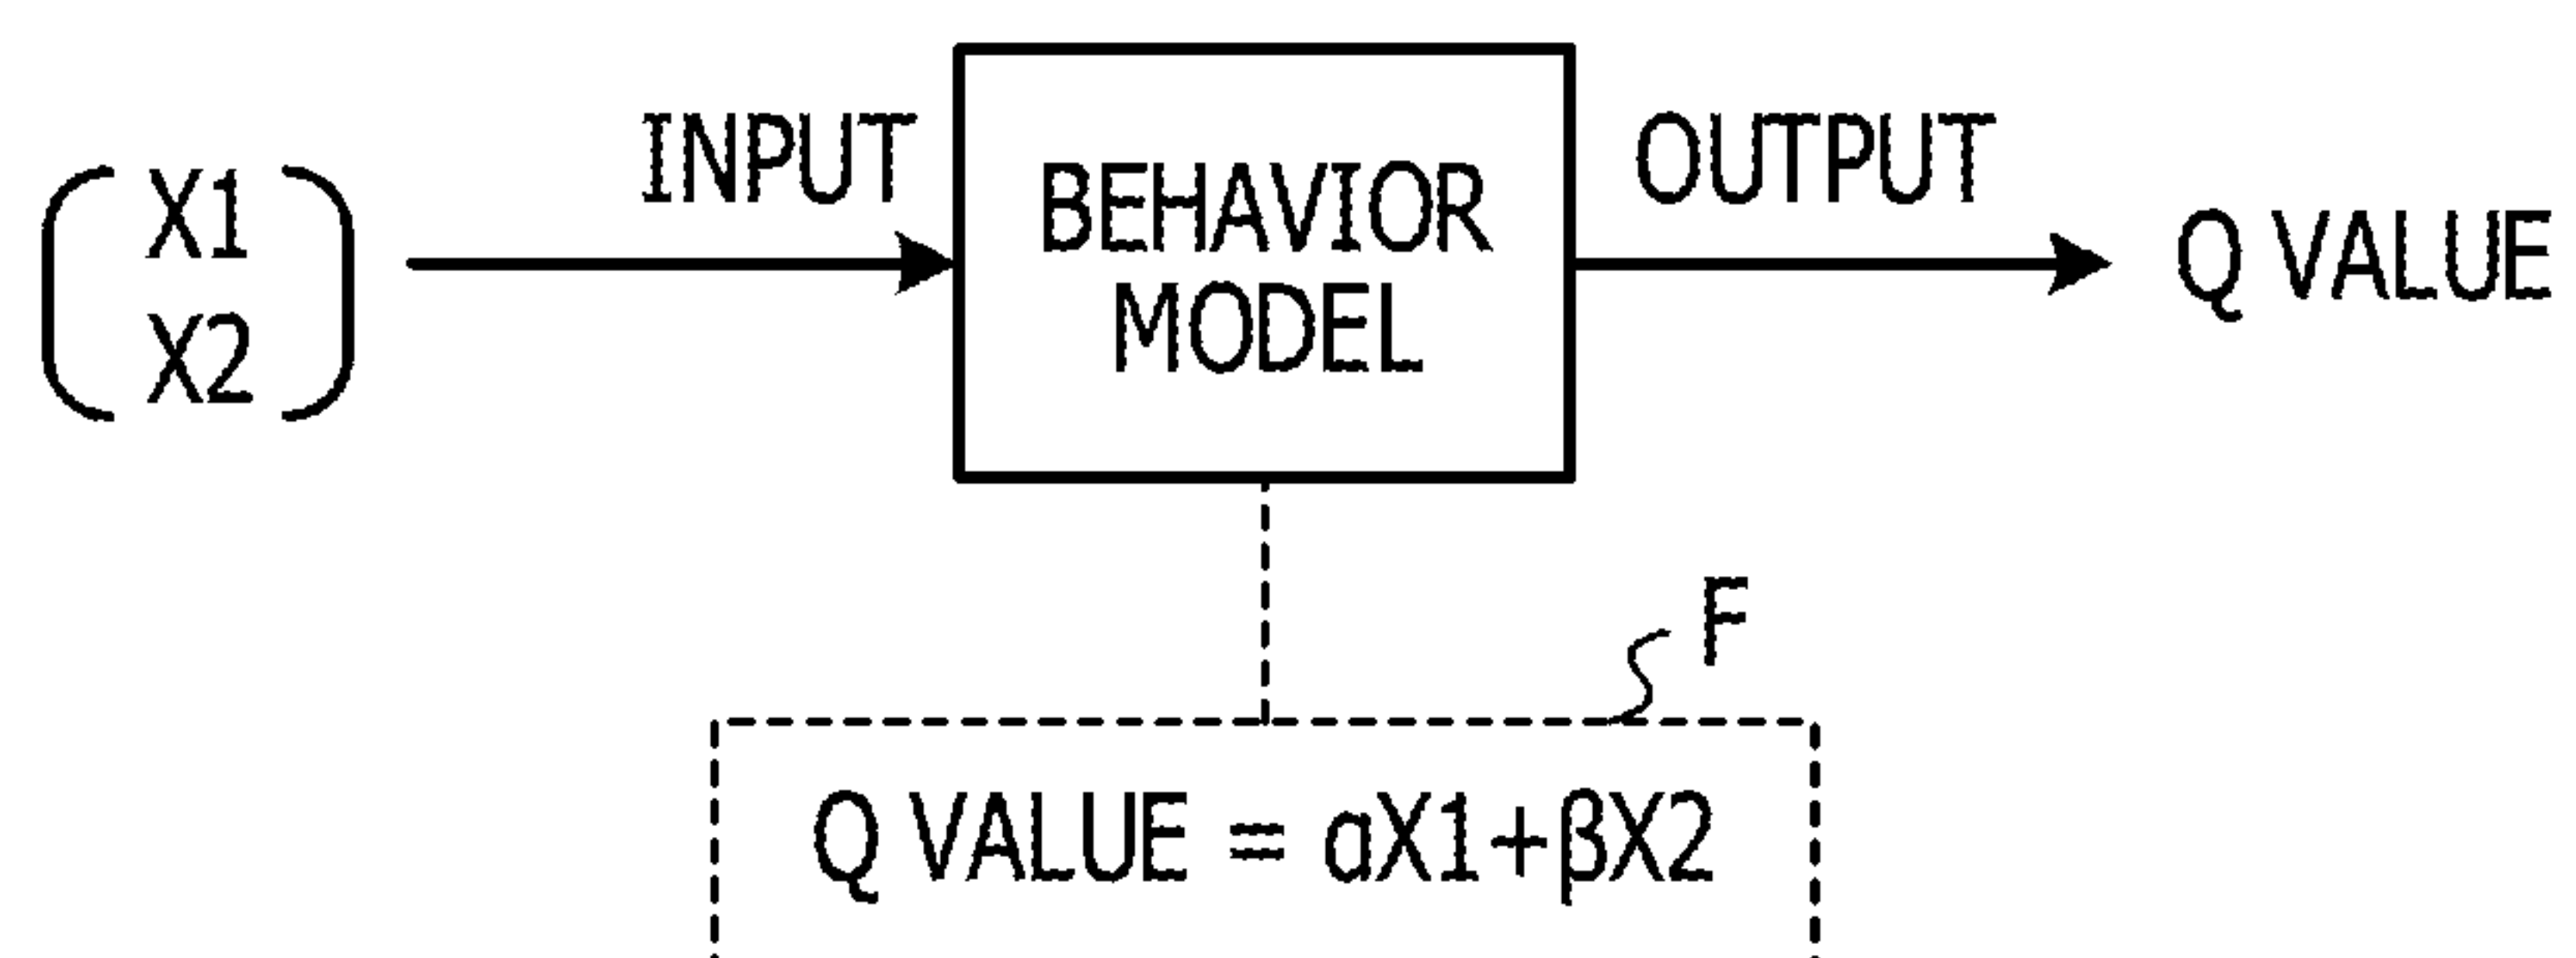 X1
X2
INPUT
BEHAVIOR
MODEL
OUTPUT
Q VALUE
F
Q VALUE = αX1+βX2